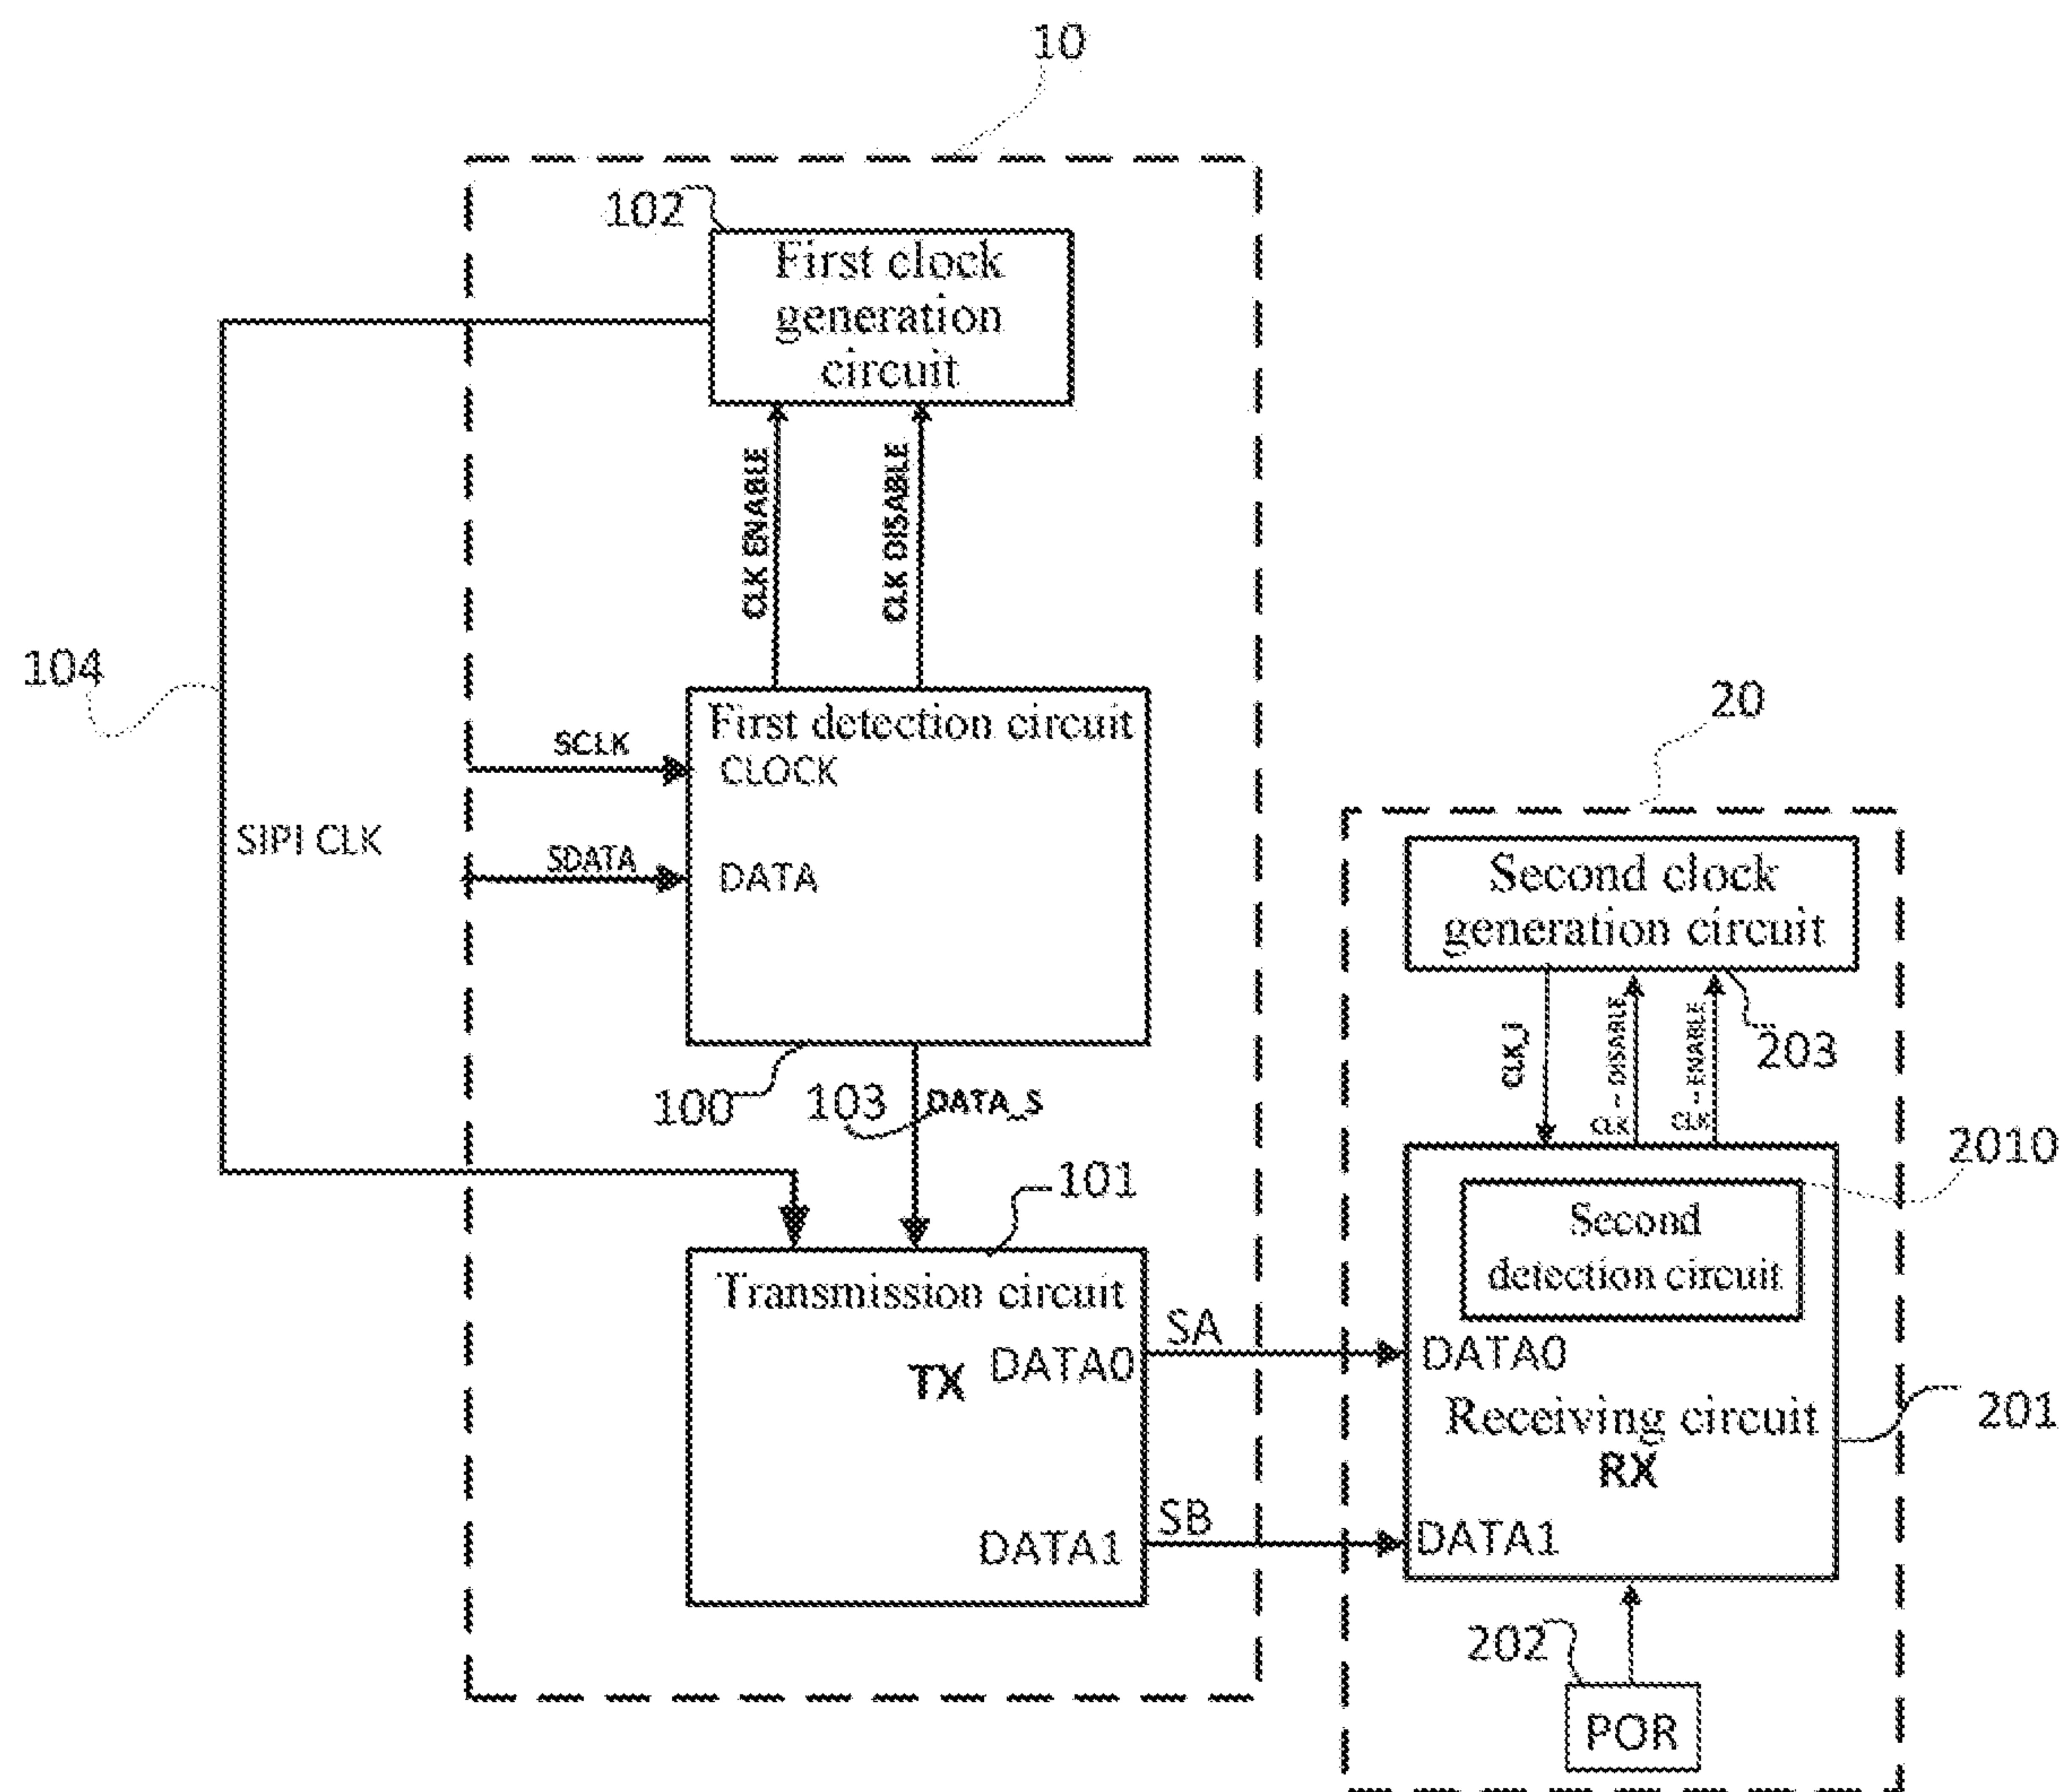 10
102
First clock
generation
circuit
CLK ENABLE
CLK DISABLE
104
SIPI CLK
First detection circuit
SCLK
CLOCK
SDATA
DATA
100
103
DATA_S
101
Transmission circuit
TX
DATA0
DATA1
SA
SB
20
Second clock
generation circuit
203
CLK_i
CLK - DISABLE
CLK - ENABLE
2010
Second
detection circuit
DATA0
Receiving circuit
RX
201
DATA1
202
POR